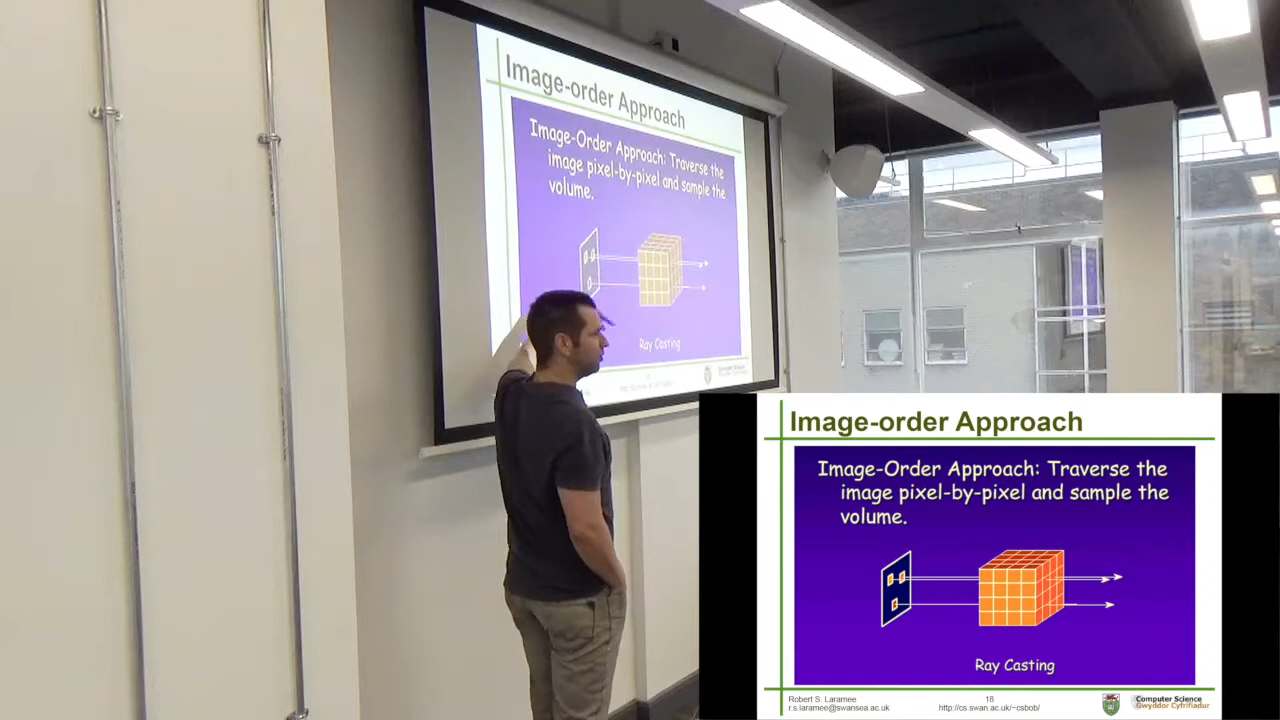 Image-order Approach
Image-Order Approach: Traverse the
image pixel-by-pixel and sample the
volume.
Ray Casting
Image-order Approach
Image-Order Approach: Traverse the
image pixel-by-pixel and sample the
volume.
Ray Casting
Robert S. Laramee
r.s.laramee@swansea.ac.uk
18
http://cs.swan.ac.uk/~csbob/
Computer Science
Gwyddor Cyfrifiadur